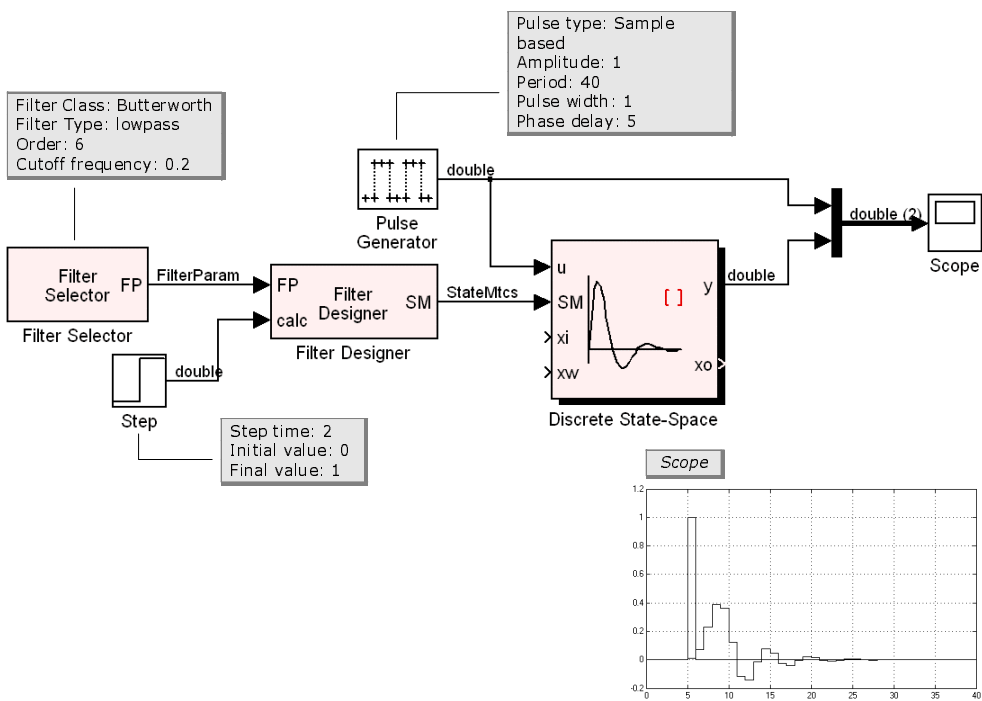 Pulse type: Sample
based
Amplitude: 1
Period: 40
Pulse width: 1
Phase delay: 5
Filter Class: Butterworth
Filter Type: lowpass
Order: 6
Cutoff frequency: 0.2
double
Pulse
Generator
double (2)
Scope
Filter
Selector
FP
Filter Selector
FilterParam
FP
calc
Filter
Designer
SM
Filter Designer
StateMtcs
u
SM
xi
xw
[ ]
y
xo
Discrete State-Space
double
double
Step
Step time: 2
Initial value: 0
Final value: 1
Scope
1.2
1
0.8
0.6
0.4
0.2
0
-0.2
0 5 10 15 20 25 30 35 40